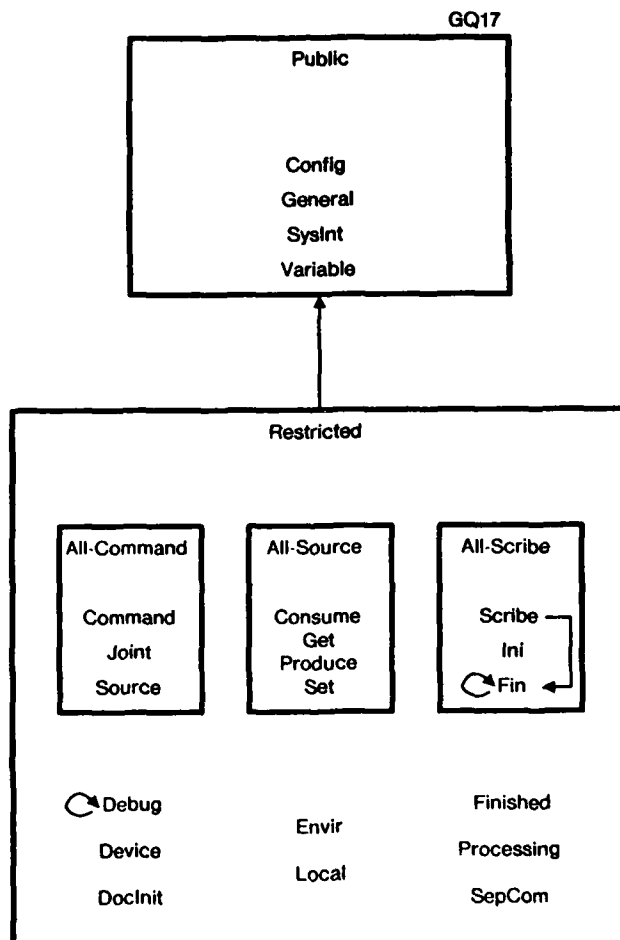 GQ17
Public
Config
General
SysInt
Variable
Restricted
All-Command
Command
Joint
Source
All-Source
Consume
Get
Produce
Set
All-Scribe
Scribe
Ini
Fin
Debug
Device
DocInit
Envir
Local
Finished
Processing
SepCom